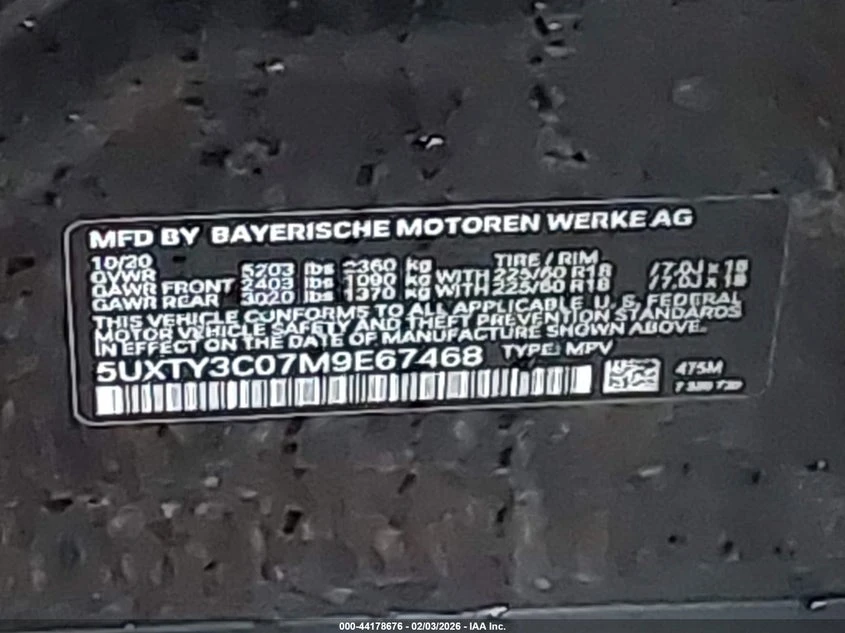 MFD BY BAYERISCHE MOTOREN WERKE AG
10/20 TIRE / RIM
GVWR 5203 lbs 2360 kg
GAWR FRONT 2403 lbs 1090 kg WITH 225/60 R18 / 7.0J x 18
GAWR REAR 3020 lbs 1370 kg WITH 225/60 R18 / 7.0J x 18
THIS VEHICLE CONFORMS TO ALL APPLICABLE U. S. FEDERAL
MOTOR VEHICLE SAFETY AND THEFT PREVENTION STANDARDS
IN EFFECT ON THE DATE OF MANUFACTURE SHOWN ABOVE.
5UXTY3C07M9E67468 TYPE: MPV
475M
000-44178676 - 02/03/2026 - IAA Inc.